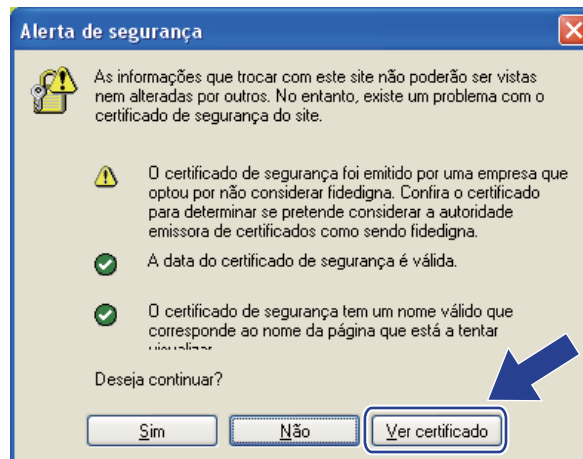 Alerta de segurança
As informações que trocar com este site não poderão ser vistas
nem alteradas por outros. No entanto, existe um problema com o
certificado de segurança do site.
O certificado de segurança foi emitido por uma empresa que
optou por não considerar fidedigna. Confira o certificado
para determinar se pretende considerar a autoridade
emissora de certificados como sendo fidedigna.
A data do certificado de segurança é válida.
O certificado de segurança tem um nome válido que
corresponde ao nome da página que está a tentar
visualizar.
Deseja continuar?
Sim
Não
Ver certificado